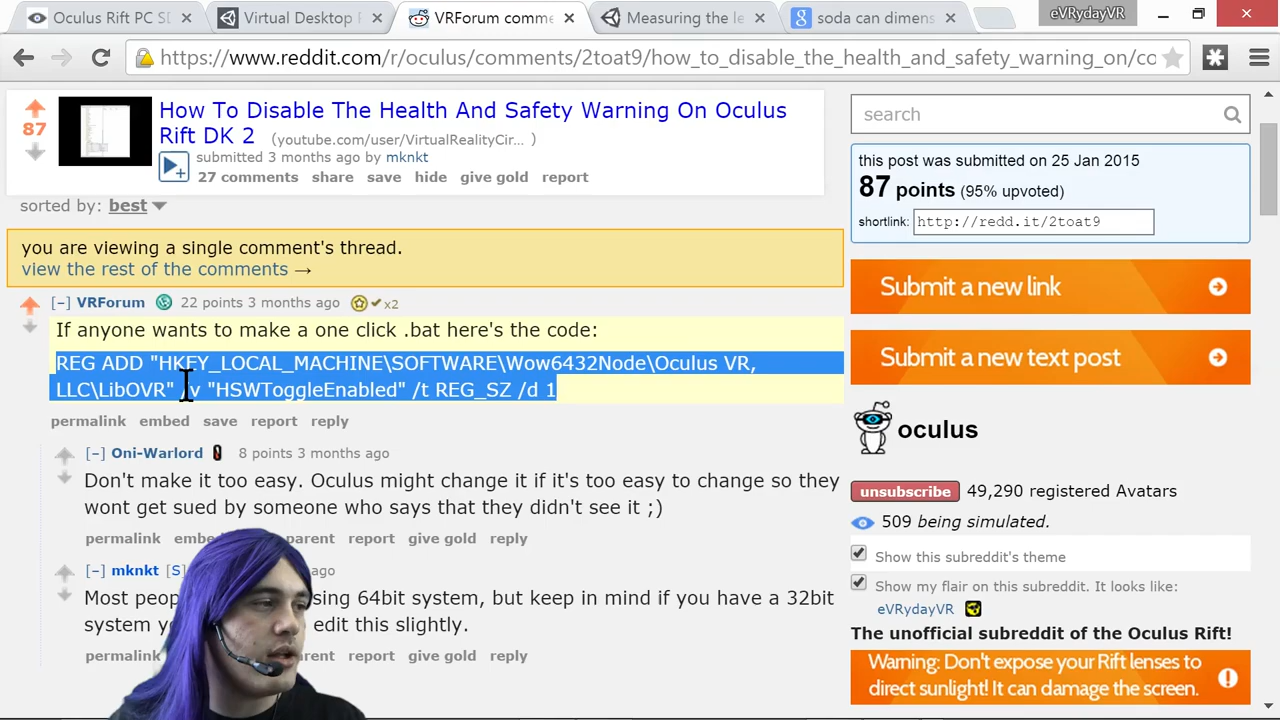 Oculus Rift PC SD
Virtual Desktop F
VRForum comme
Measuring the le
soda can dimens
eVRydayVR
https://www.reddit.com/r/oculus/comments/2toat9/how_to_disable_the_health_and_safety_warning_on/co
87
How To Disable The Health And Safety Warning On Oculus
Rift DK 2 (youtube.com/user/VirtualRealityCir... )
submitted 3 months ago by mknkt
27 comments share save hide give gold report
sorted by: best
you are viewing a single comment's thread.
view the rest of the comments →
[–] VRForum 22 points 3 months ago x2
If anyone wants to make a one click .bat here's the code:
REG ADD "HKEY_LOCAL_MACHINE\SOFTWARE\Wow6432Node\Oculus VR,
LLC\LibOVR" /v "HSWToggleEnabled" /t REG_SZ /d 1
permalink embed save report reply
[–] Oni-Warlord 8 points 3 months ago
Don't make it too easy. Oculus might change it if it's too easy to change so they
wont get sued by someone who says that they didn't see it ;)
permalink embe parent report give gold reply
[–] mknkt [S] ago
Most peop sing 64bit system, but keep in mind if you have a 32bit
system y edit this slightly.
permalink parent report give gold reply
search
this post was submitted on 25 Jan 2015
87 points (95% upvoted)
shortlink: http://redd.it/2toat9
Submit a new link
Submit a new text post
oculus
unsubscribe 49,290 registered Avatars
509 being simulated.
Show this subreddit's theme
Show my flair on this subreddit. It looks like:
eVRydayVR
The unofficial subreddit of the Oculus Rift!
Warning: Don't expose your Rift lenses to
direct sunlight! It can damage the screen.